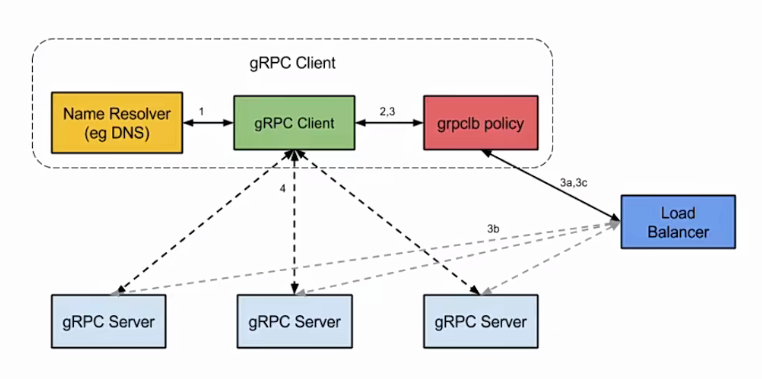 gRPC Client
Name Resolver
(eg DNS)
1
gRPC Client
2,3
grpclb policy
3a,3c
4
Load
Balancer
3b
gRPC Server
gRPC Server
gRPC Server